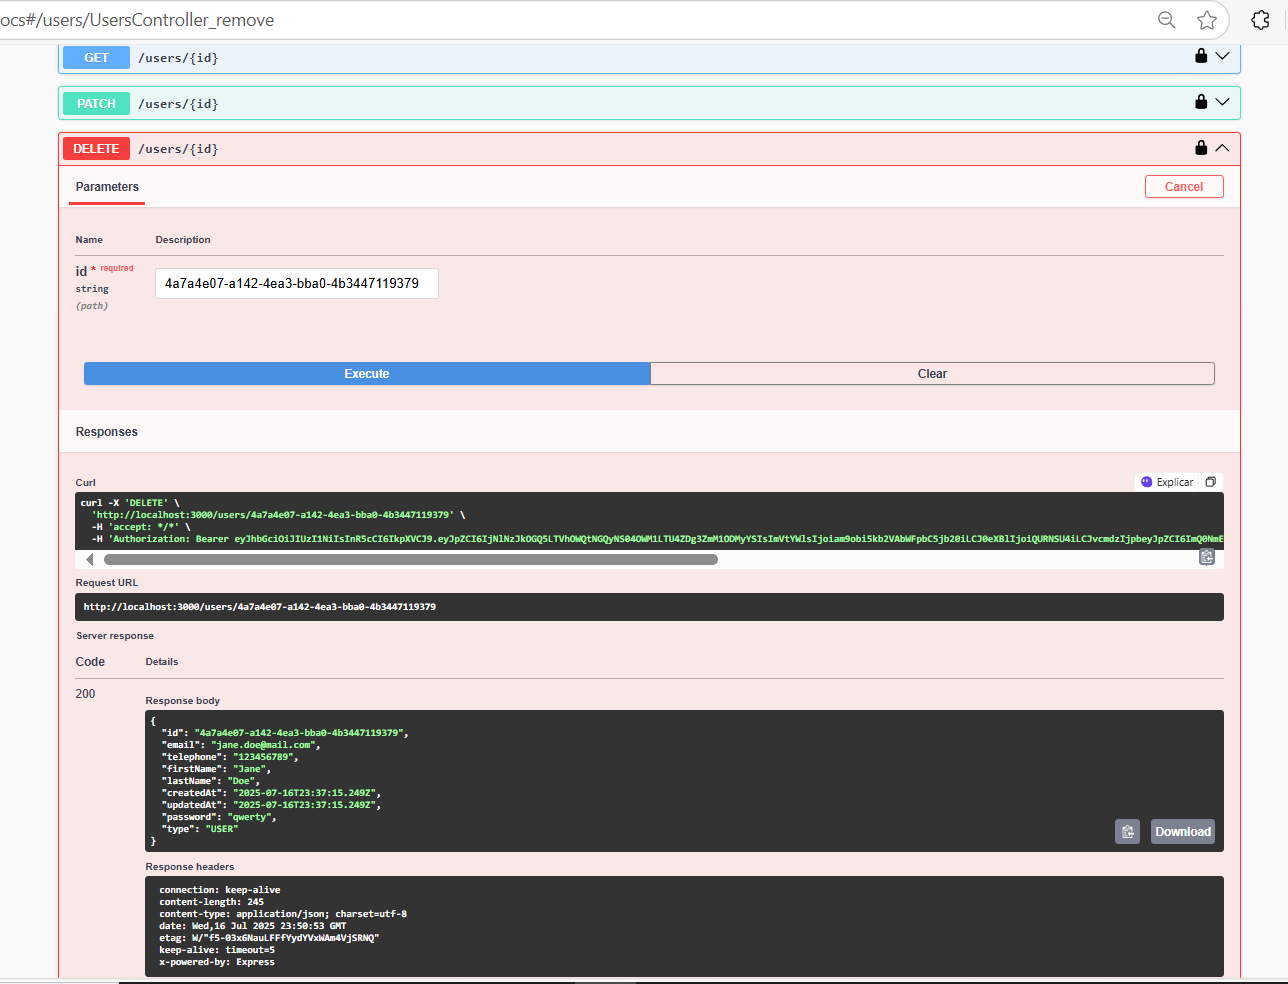 ocs#/users/UsersController_remove
GET /users/{id}
PATCH /users/{id}
DELETE /users/{id}
Parameters
Cancel
Name Description
id * required
string
(path)
4a7a4e07-a142-4ea3-bba0-4b3447119379
Execute Clear
Responses
Curl
Explicar
curl -X 'DELETE' \
'http://localhost:3000/users/4a7a4e07-a142-4ea3-bba0-4b3447119379' \
-H 'accept: */*' \
-H 'Authorization: Bearer
Request URL
http://localhost:3000/users/4a7a4e07-a142-4ea3-bba0-4b3447119379
Server response
Code Details
200
Response body
{
"id": "4a7a4e07-a142-4ea3-bba0-4b3447119379",
"email": "jane.doe@mail.com",
"telephone": "123456789",
"firstName": "Jane",
"lastName": "Doe",
"createdAt": "2025-07-16T23:37:15.249Z",
"updatedAt": "2025-07-16T23:37:15.249Z",
"password": "qwerty",
"type": "USER"
}
Download
Response headers
connection: keep-alive
content-length: 245
content-type: application/json; charset=utf-8
date: Wed,16 Jul 2025 23:50:53 GMT
etag: W/"f5-03x6NauLFFfYydYVxWAm4VjSRNQ"
keep-alive: timeout=5
x-powered-by: Express